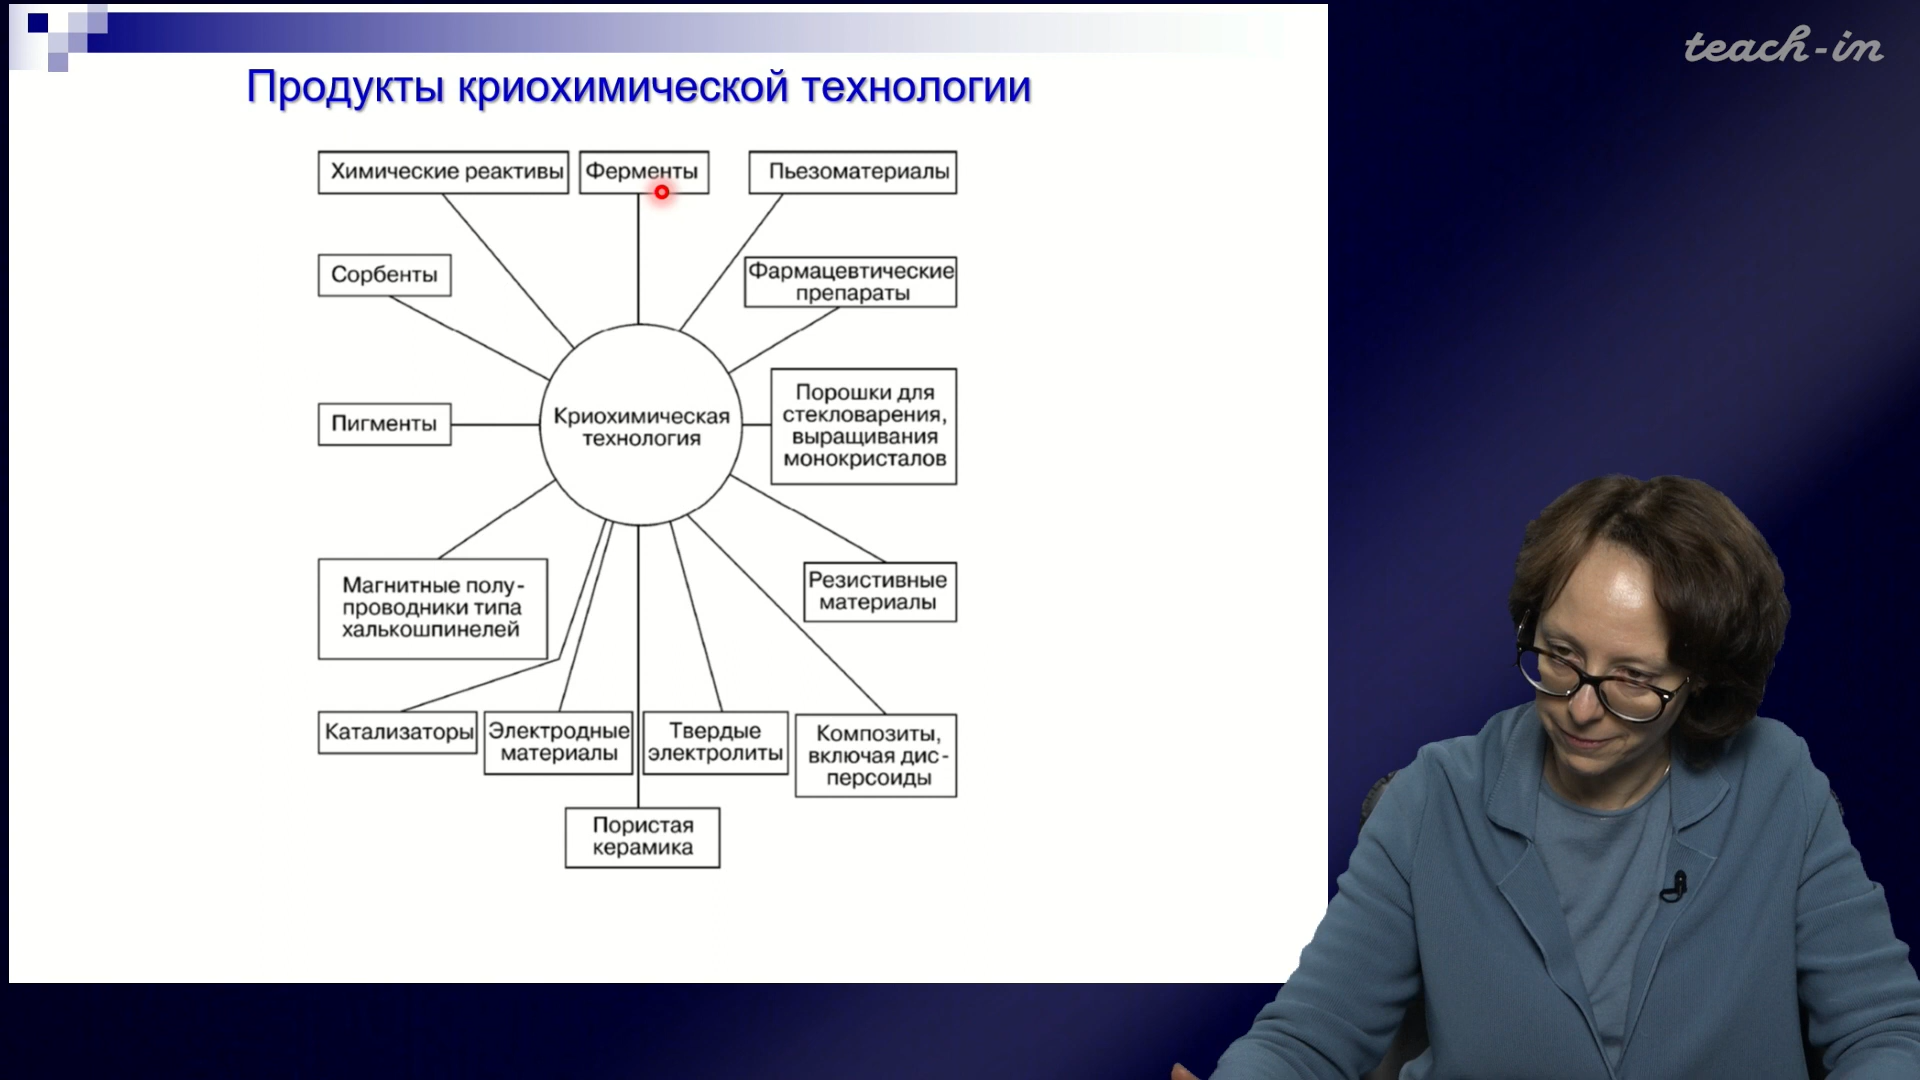 teach-in
Продукты криохимической технологии
Химические реактивы
Ферменты
Пьезоматериалы
Сорбенты
Фармацевтические
препараты
Пигменты
Криохимическая
технология
Порошки для
стекловарения,
выращивания
монокристалов
Магнитные полу-
проводники типа
халькошпинелей
Резистивные
материалы
Катализаторы
Электродные
материалы
Твердые
электролиты
Композиты,
включая дис-
персоиды
Пористая
керамика